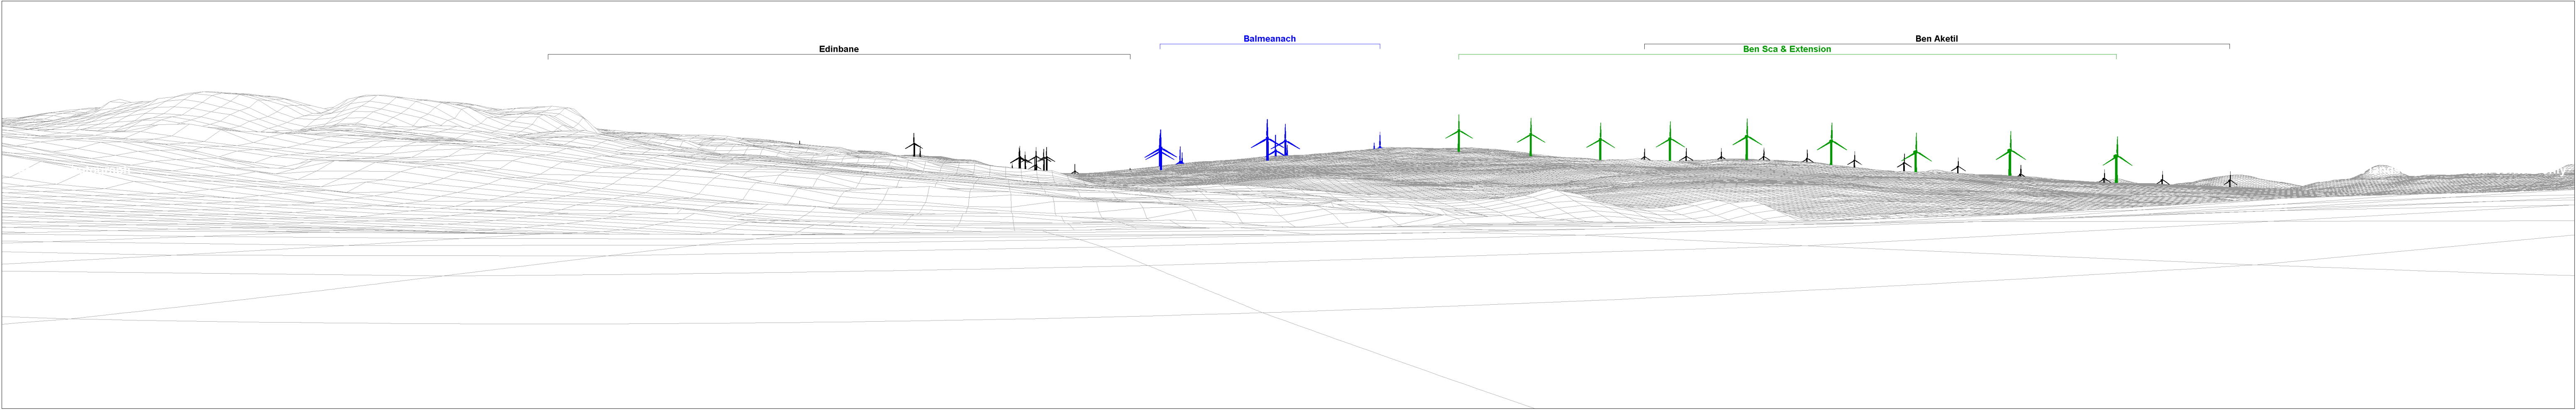 Balmeanach
Ben Aketil
Edinbane
Ben Sca & Extension